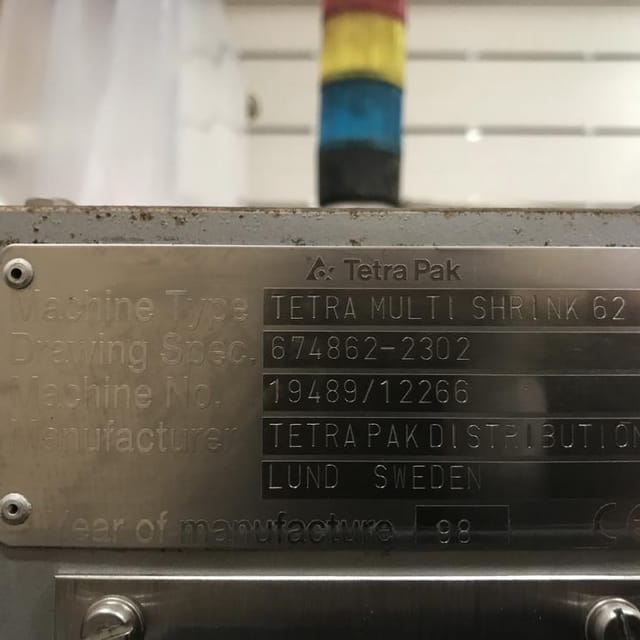 Tetra Pak
Machine Type TETRA MULTI SHRINK 62
Drawing Spec. 674862-2302
Machine No. 19489/12266
Manufacturer TETRA PAK DISTRIBUTION
LUND SWEDEN
Year of manufacture 98
CE